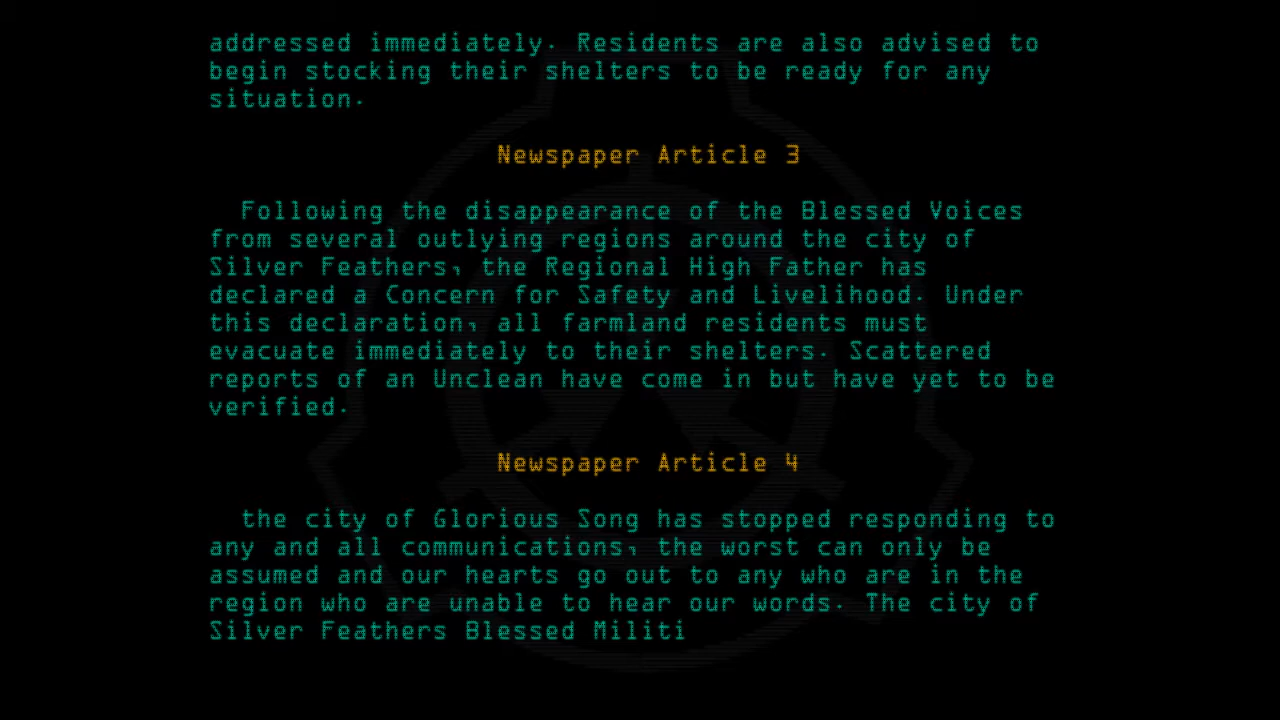 addressed immediately. Residents are also advised to
begin stocking their shelters to be ready for any
situation.
Newspaper Article 3
Following the disappearance of the Blessed Voices
from several outlying regions around the city of
Silver Feathers, the Regional High Father has
declared a Concern for Safety and Livelihood. Under
this declaration, all farmland residents must
evacuate immediately to their shelters. Scattered
reports of an Unclean have come in but have yet to be
verified.
Newspaper Article 4
the city of Glorious Song has stopped responding to
any and all communications, the worst can only be
assumed and our hearts go out to any who are in the
region who are unable to hear our words. The city of
Silver Feathers Blessed Militi